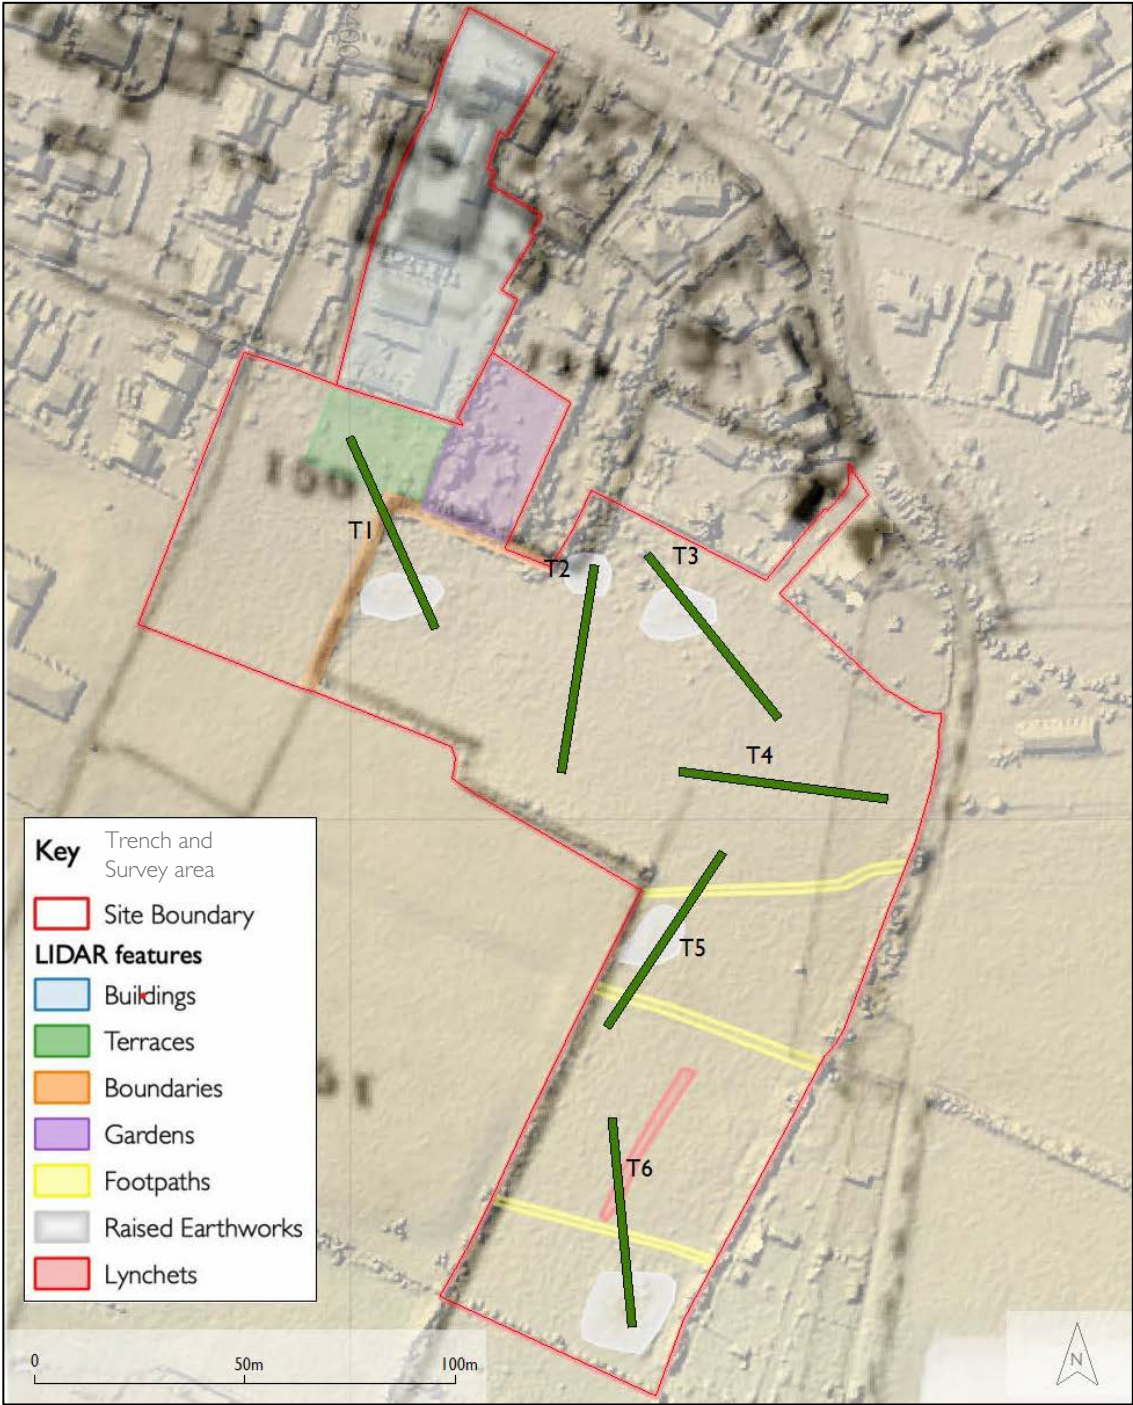 T1
T2
T3
T4
T5
T6
Key
Trench and
Survey area
Site Boundary
LIDAR features
Buildings
Terraces
Boundaries
Gardens
Footpaths
Raised Earthworks
Lynchets
0
50m
100m
N